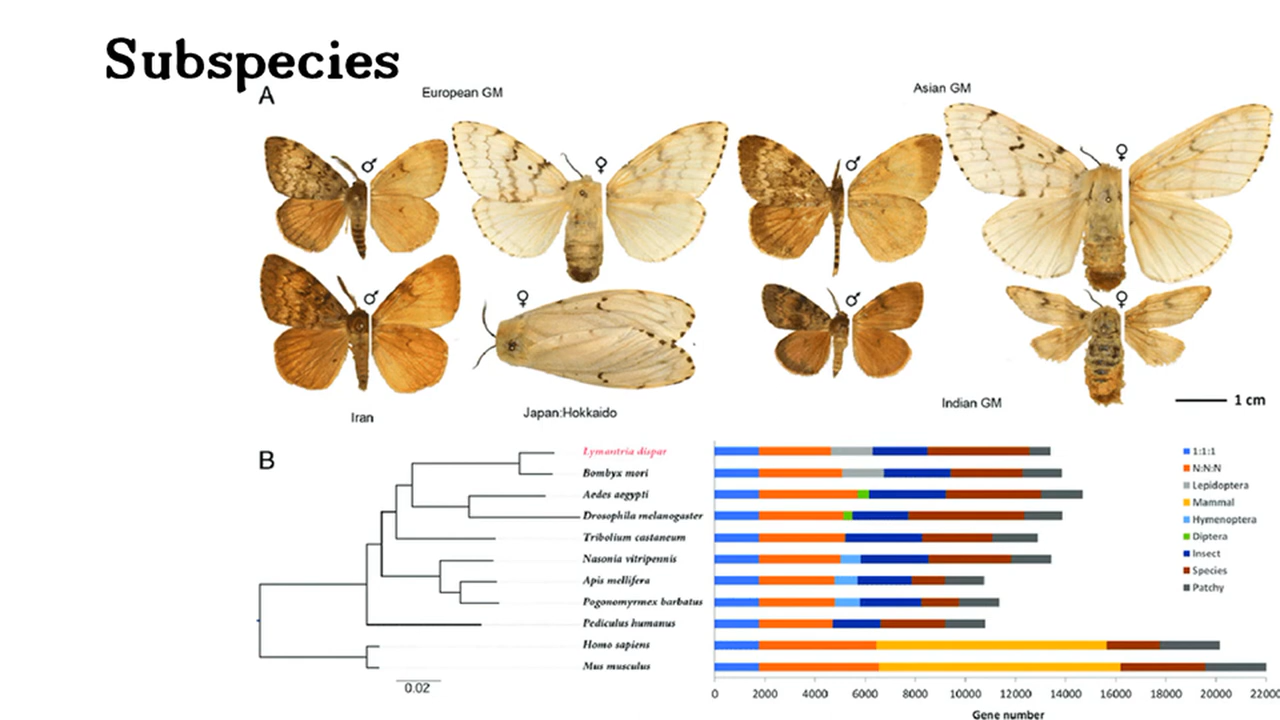 Subspecies
A
European GM
Asian GM
♂
♀
♂
♀
♂
♀
♂
♀
Iran
Japan:Hokkaido
Indian GM
1 cm
B
Lymantria dispar
Bombyx mori
Aedes aegypti
Drosophila melanogaster
Tribolium castaneum
Nasonia vitripennis
Apis mellifera
Pogonomyrmex barbatus
Pediculus humanus
Homo sapiens
Mus musculus
0.02
1:1:1
N:N:N
Lepidoptera
Mammal
Hymenoptera
Diptera
Insect
Species
Patchy
0 2000 4000 6000 8000 10000 12000 14000 16000 18000 20000 22000
Gene number